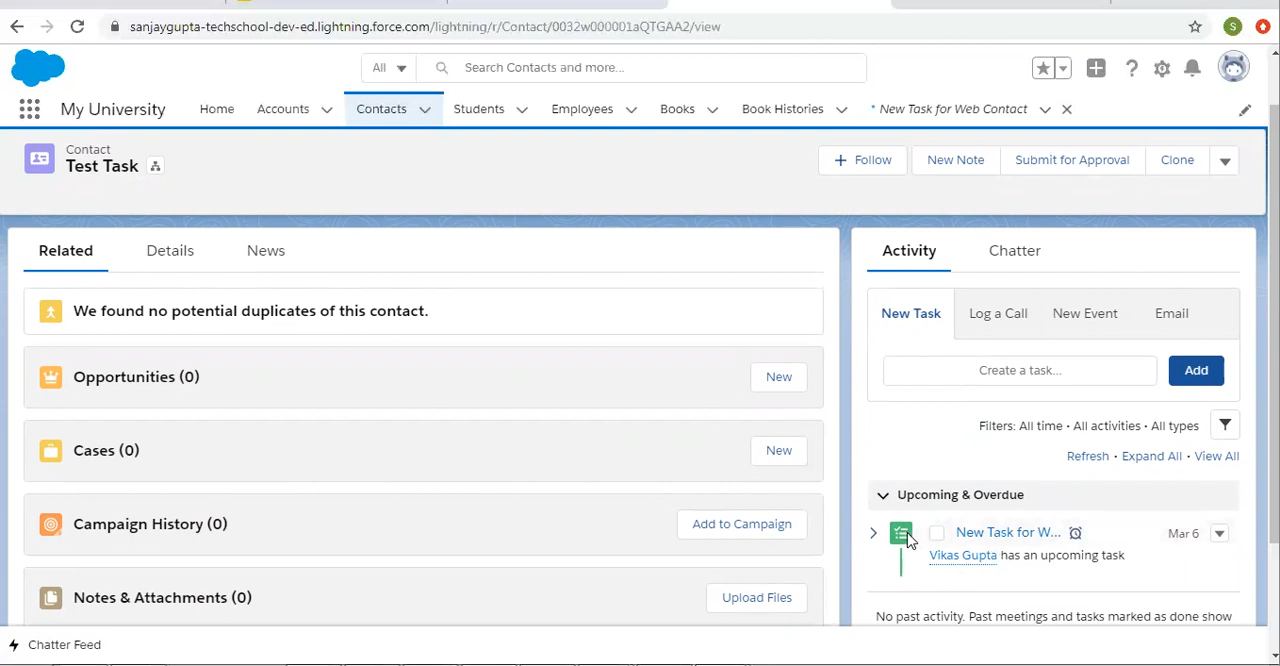 sanjaygupta-techschool-dev-ed.lightning.force.com/lightning/r/Contact/0032w000001aQTGAA2/view
S
All
Search Contacts and more...
My University
Home
Accounts
Contacts
Students
Employees
Books
Book Histories
* New Task for Web Contact
Contact
Test Task
Follow
New Note
Submit for Approval
Clone
Related
Details
News
We found no potential duplicates of this contact.
Opportunities (0)
New
Cases (0)
New
Campaign History (0)
Add to Campaign
Notes & Attachments (0)
Upload Files
Activity
Chatter
New Task
Log a Call
New Event
Email
Create a task...
Add
Filters: All time • All activities • All types
Refresh • Expand All • View All
Upcoming & Overdue
New Task for W...
Mar 6
Vikas Gupta has an upcoming task
No past activity. Past meetings and tasks marked as done show
Chatter Feed